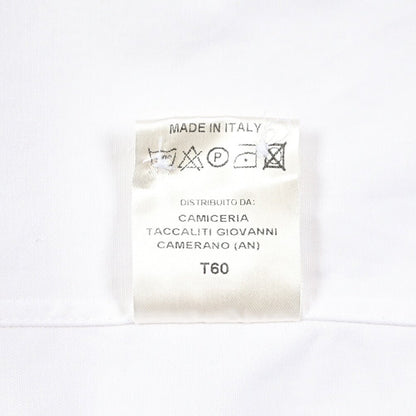 MADE IN ITALY
P
DISTRIBUITO DA:
CAMICERIA
TACCALITI GIOVANNI
CAMERANO (AN)
T60